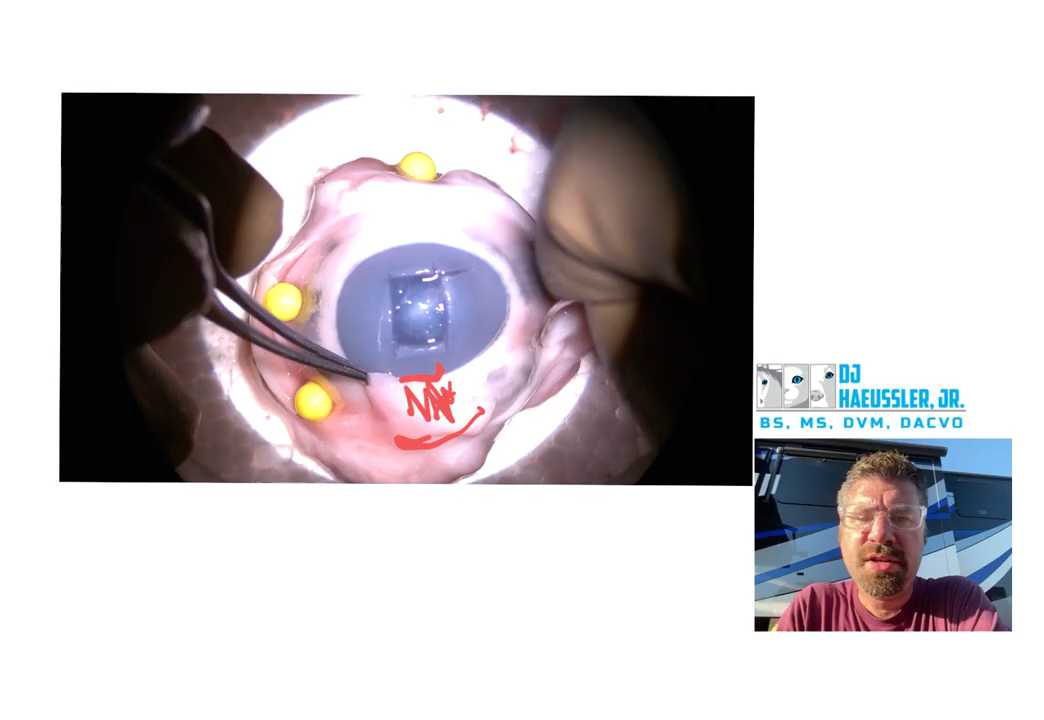 DJ
HAEUSSLER, JR.
BS, MS, DVM, DACVO